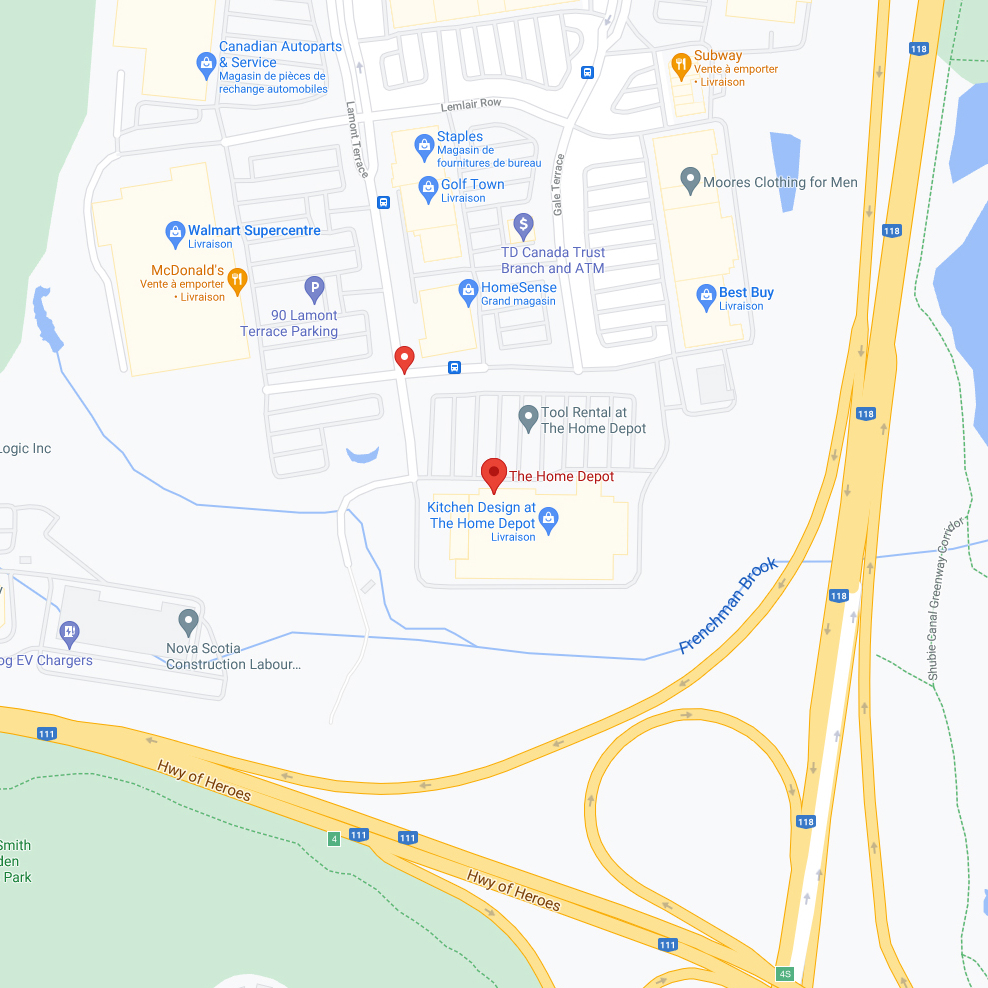 Canadian Autoparts
& Service
Magasin de pièces de
rechange automobiles
118
Subway
Vente à emporter
• Livraison
Lemlair Row
Lamont Terrace
Staples
Magasin de
fournitures de bureau
Golf Town
Livraison
Gale Terrace
Moores Clothing for Men
Walmart Supercentre
Livraison
118
$
TD Canada Trust
Branch and ATM
McDonald's
Vente à emporter
• Livraison
P
90 Lamont
Terrace Parking
HomeSense
Grand magasin
Best Buy
Livraison
118
Tool Rental at
The Home Depot
Logic Inc
The Home Depot
Kitchen Design at
The Home Depot
Livraison
Shubie Canal Greenway Corridor
Frenchman Brook
118
Nova Scotia
Construction Labour...
og EV Chargers
111
Hwy of Heroes
118
4
111
111
Smith
den
Park
Hwy of Heroes
111
4S